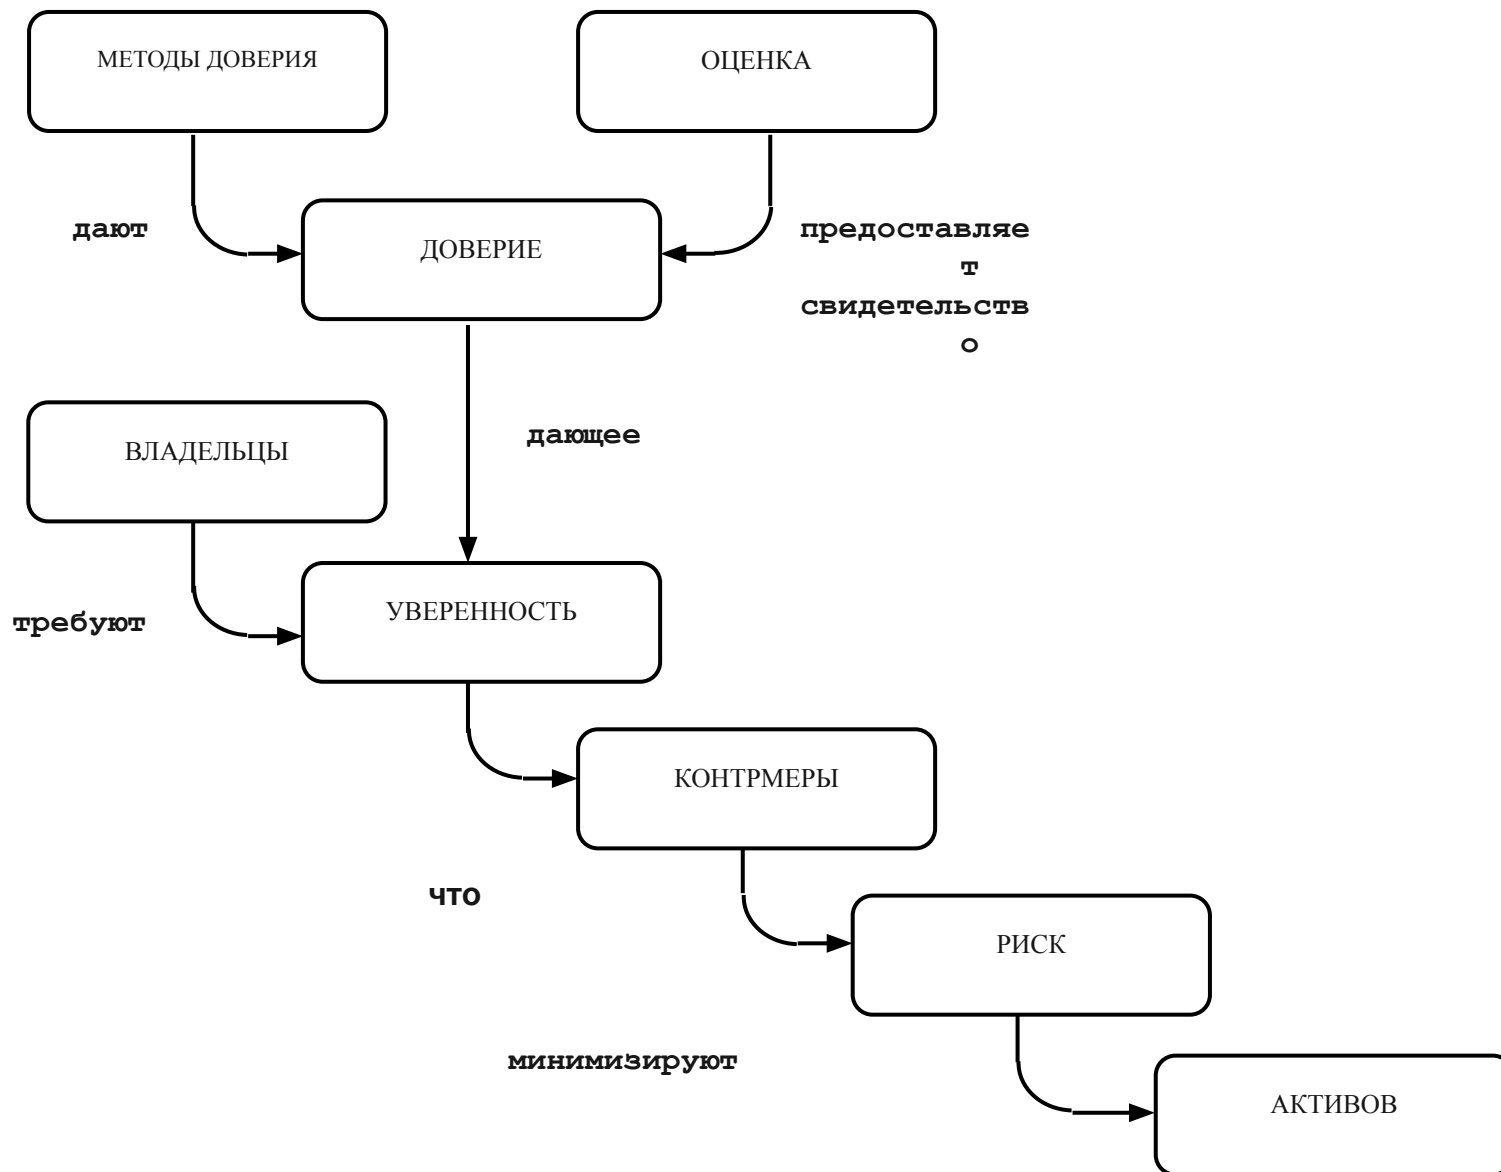 МЕТОДЫ ДОВЕРИЯ
ОЦЕНКА
дают
ДОВЕРИЕ
предоставляе
т
свидетельств
о
дающее
ВЛАДЕЛЬЦЫ
требуют
УВЕРЕННОСТЬ
КОНТРМЕРЫ
что
РИСК
минимизируют
АКТИВОВ